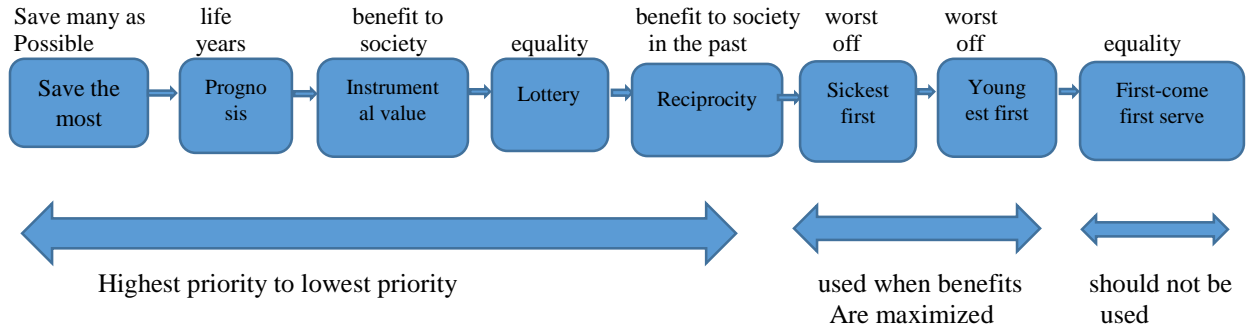 Save many as
Possible
life
years
benefit to
society
equality
benefit to society
in the past
worst
off
worst
off
equality
Save the
most
Progno
sis
Instrument
al value
Lottery
Reciprocity
Sickest
first
Young
est first
First-come
first serve
Highest priority to lowest priority
used when benefits
Are maximized
should not be
used